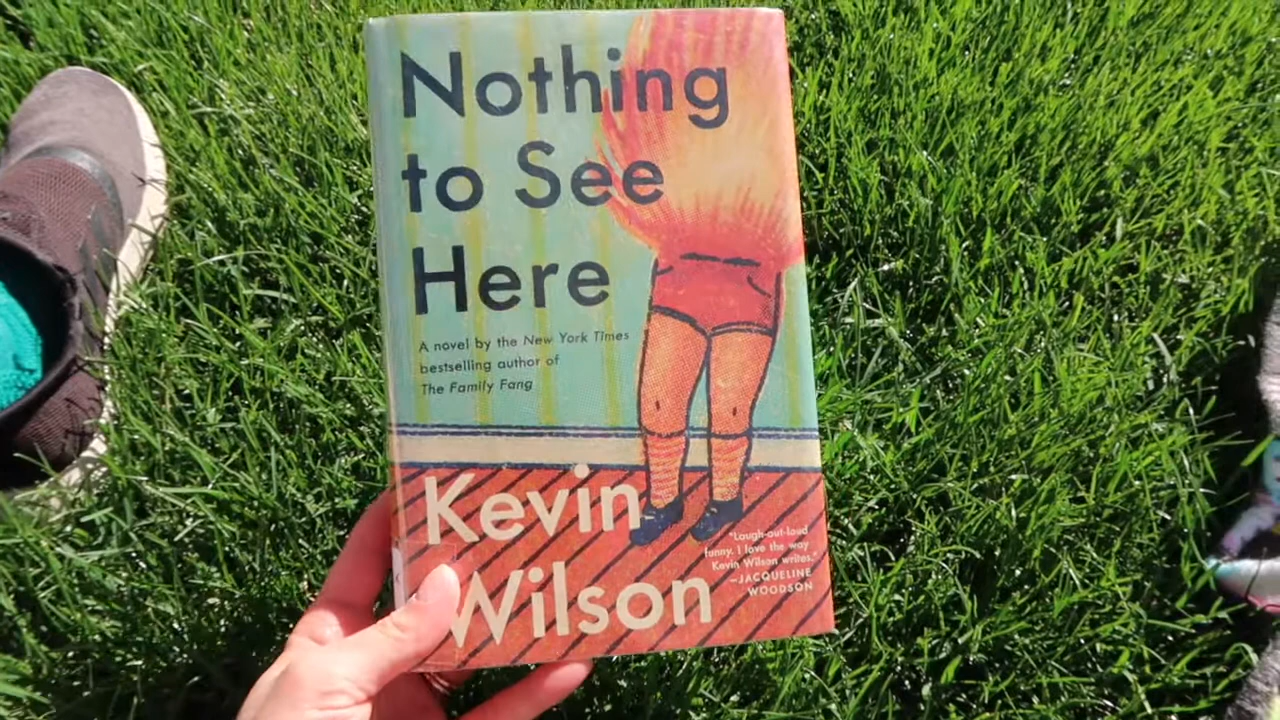 Nothing
to See
Here
A novel by the New York Times
bestselling author of
The Family Fang
Kevin
Wilson
"Laugh-out-loud
funny. I love the way
Kevin Wilson writes."
—JACQUELINE
WOODSON